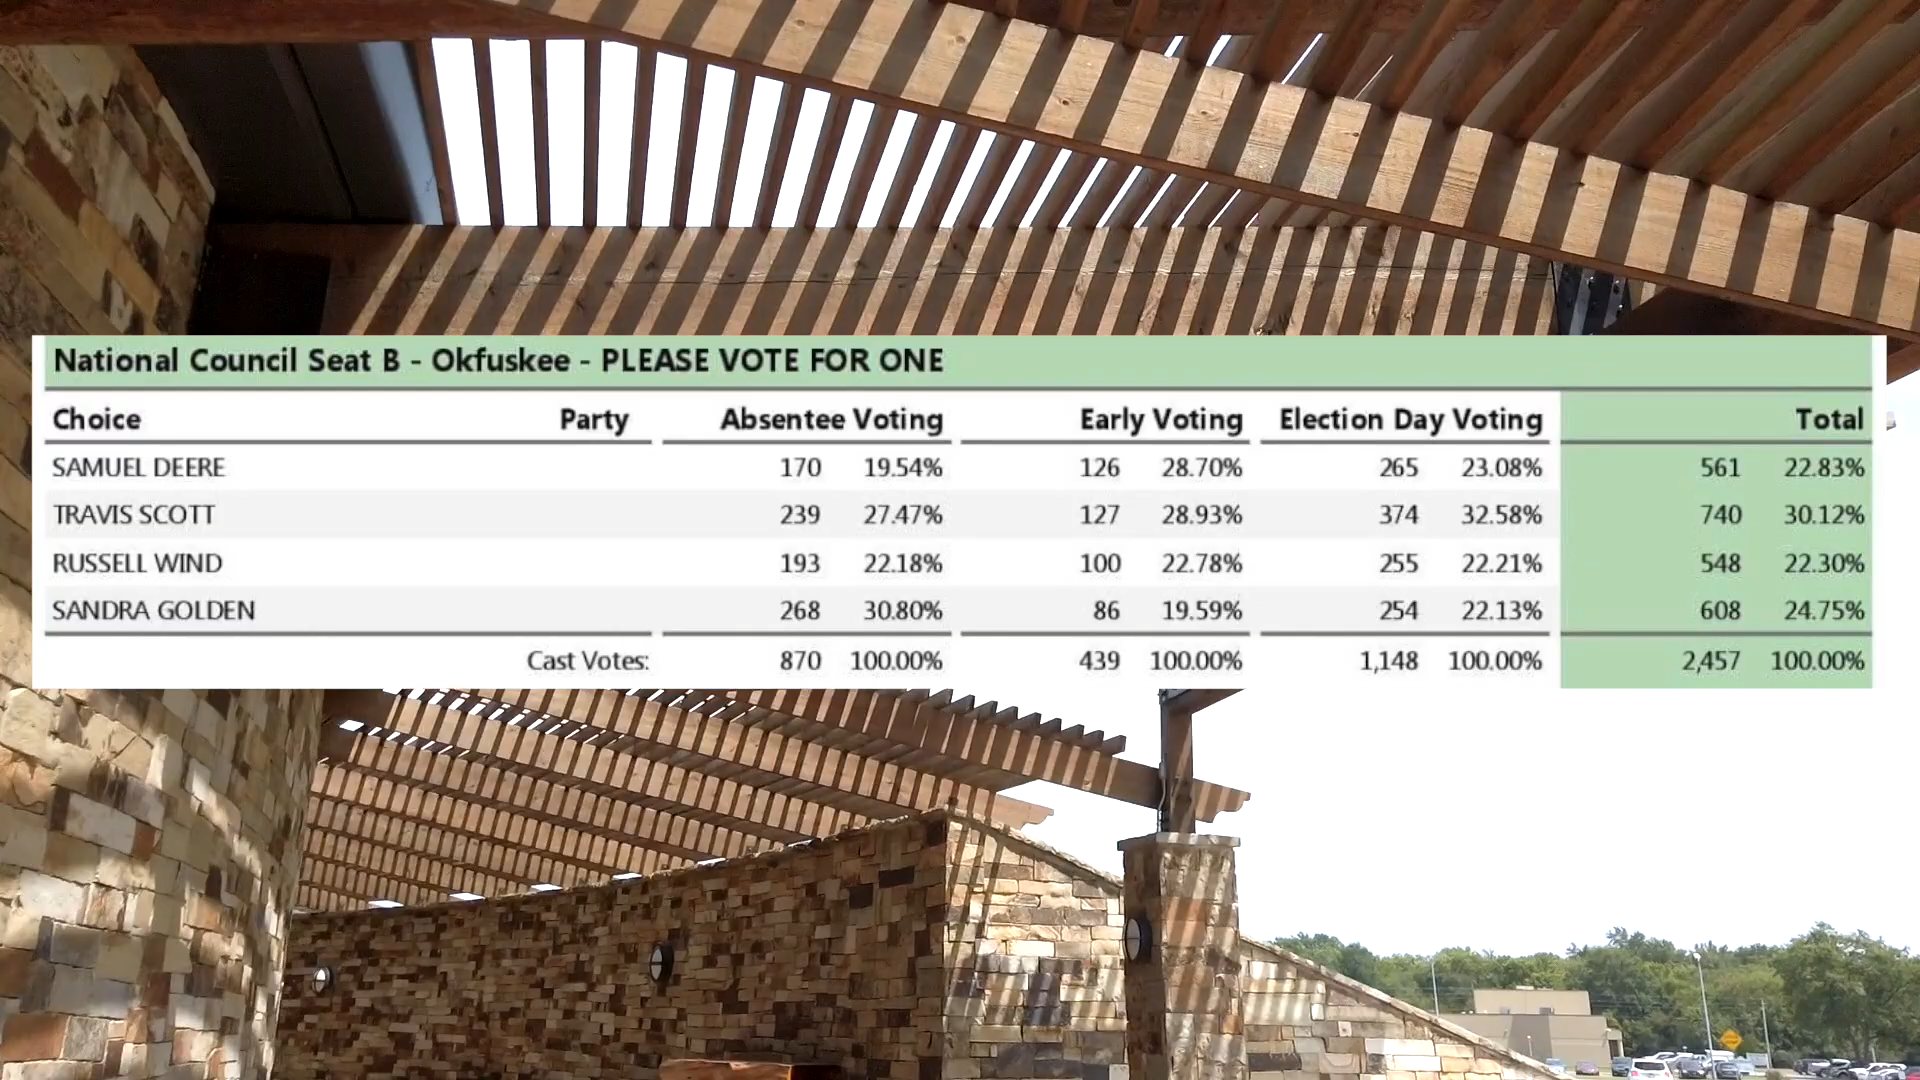 National Council Seat B - Okfuskee - PLEASE VOTE FOR ONE
Choice Party Absentee Voting Early Voting Election Day Voting Total
SAMUEL DEERE 170 19.54% 126 28.70% 265 23.08% 561 22.83%
TRAVIS SCOTT 239 27.47% 127 28.93% 374 32.58% 740 30.12%
RUSSELL WIND 193 22.18% 100 22.78% 255 22.21% 548 22.30%
SANDRA GOLDEN 268 30.80% 86 19.59% 254 22.13% 608 24.75%
Cast Votes: 870 100.00% 439 100.00% 1,148 100.00% 2,457 100.00%